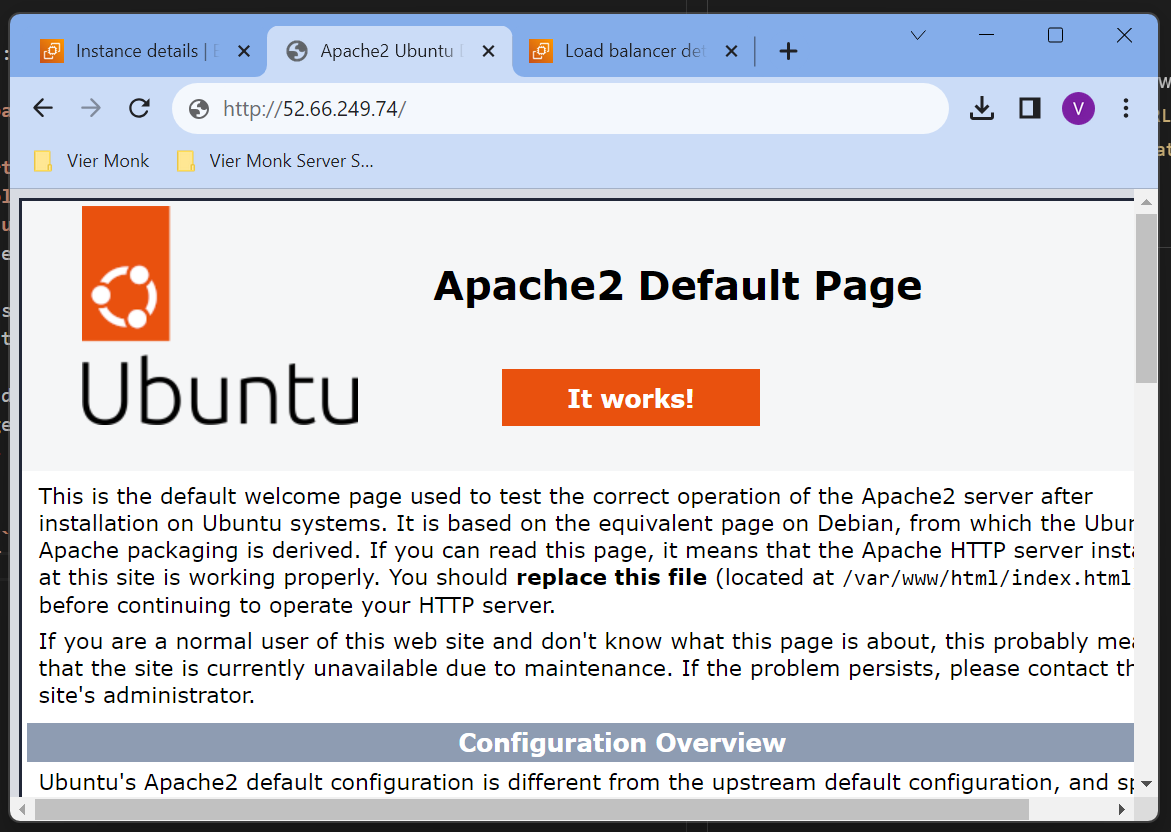 Instance details | E
Apache2 Ubuntu D
Load balancer det
http://52.66.249.74/
V
Vier Monk
Vier Monk Server S...
Ubuntu
Apache2 Default Page
It works!
This is the default welcome page used to test the correct operation of the Apache2 server after
installation on Ubuntu systems. It is based on the equivalent page on Debian, from which the Ubun
Apache packaging is derived. If you can read this page, it means that the Apache HTTP server insta
at this site is working properly. You should replace this file (located at /var/www/html/index.html
before continuing to operate your HTTP server.
If you are a normal user of this web site and don't know what this page is about, this probably mea
that the site is currently unavailable due to maintenance. If the problem persists, please contact th
site's administrator.
Configuration Overview
Ubuntu's Apache2 default configuration is different from the upstream default configuration, and sp